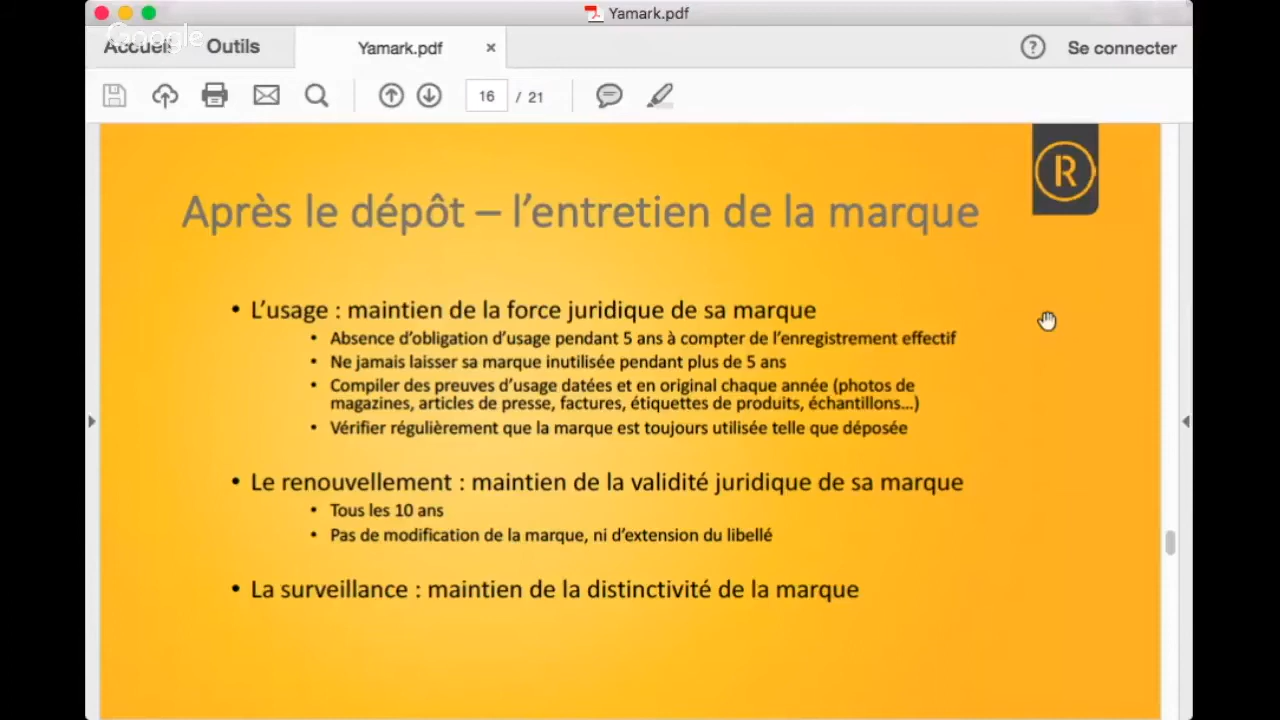 Yamark.pdf
Google
Accueil Outils Yamark.pdf × ? Se connecter
16 / 21
R
Après le dépôt – l’entretien de la marque
• L’usage : maintien de la force juridique de sa marque
• Absence d’obligation d’usage pendant 5 ans à compter de l’enregistrement effectif
• Ne jamais laisser sa marque inutilisée pendant plus de 5 ans
• Compiler des preuves d’usage datées et en original chaque année (photos de
magazines, articles de presse, factures, étiquettes de produits, échantillons…)
• Vérifier régulièrement que la marque est toujours utilisée telle que déposée
• Le renouvellement : maintien de la validité juridique de sa marque
• Tous les 10 ans
• Pas de modification de la marque, ni d’extension du libellé
• La surveillance : maintien de la distinctivité de la marque